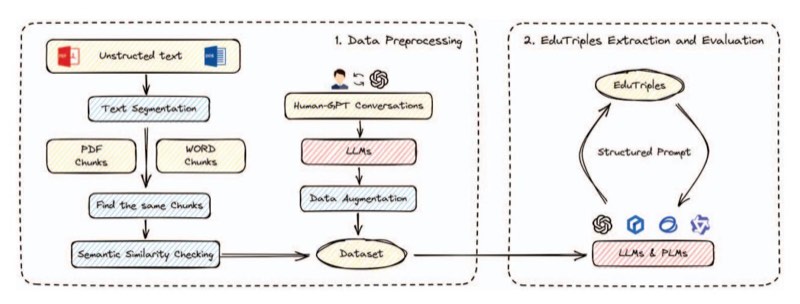 1. Data Preprocessing
Unstructed text
Text Segmentation
PDF
Chunks
WORD
Chunks
Find the same Chunks
Semantic Similarity Checking
Human-GPT Conversations
LLMs
Data Augmentation
Dataset
2. EduTriples Extraction and Evaluation
EduTriples
Structured Prompt
LLMs & PLMs